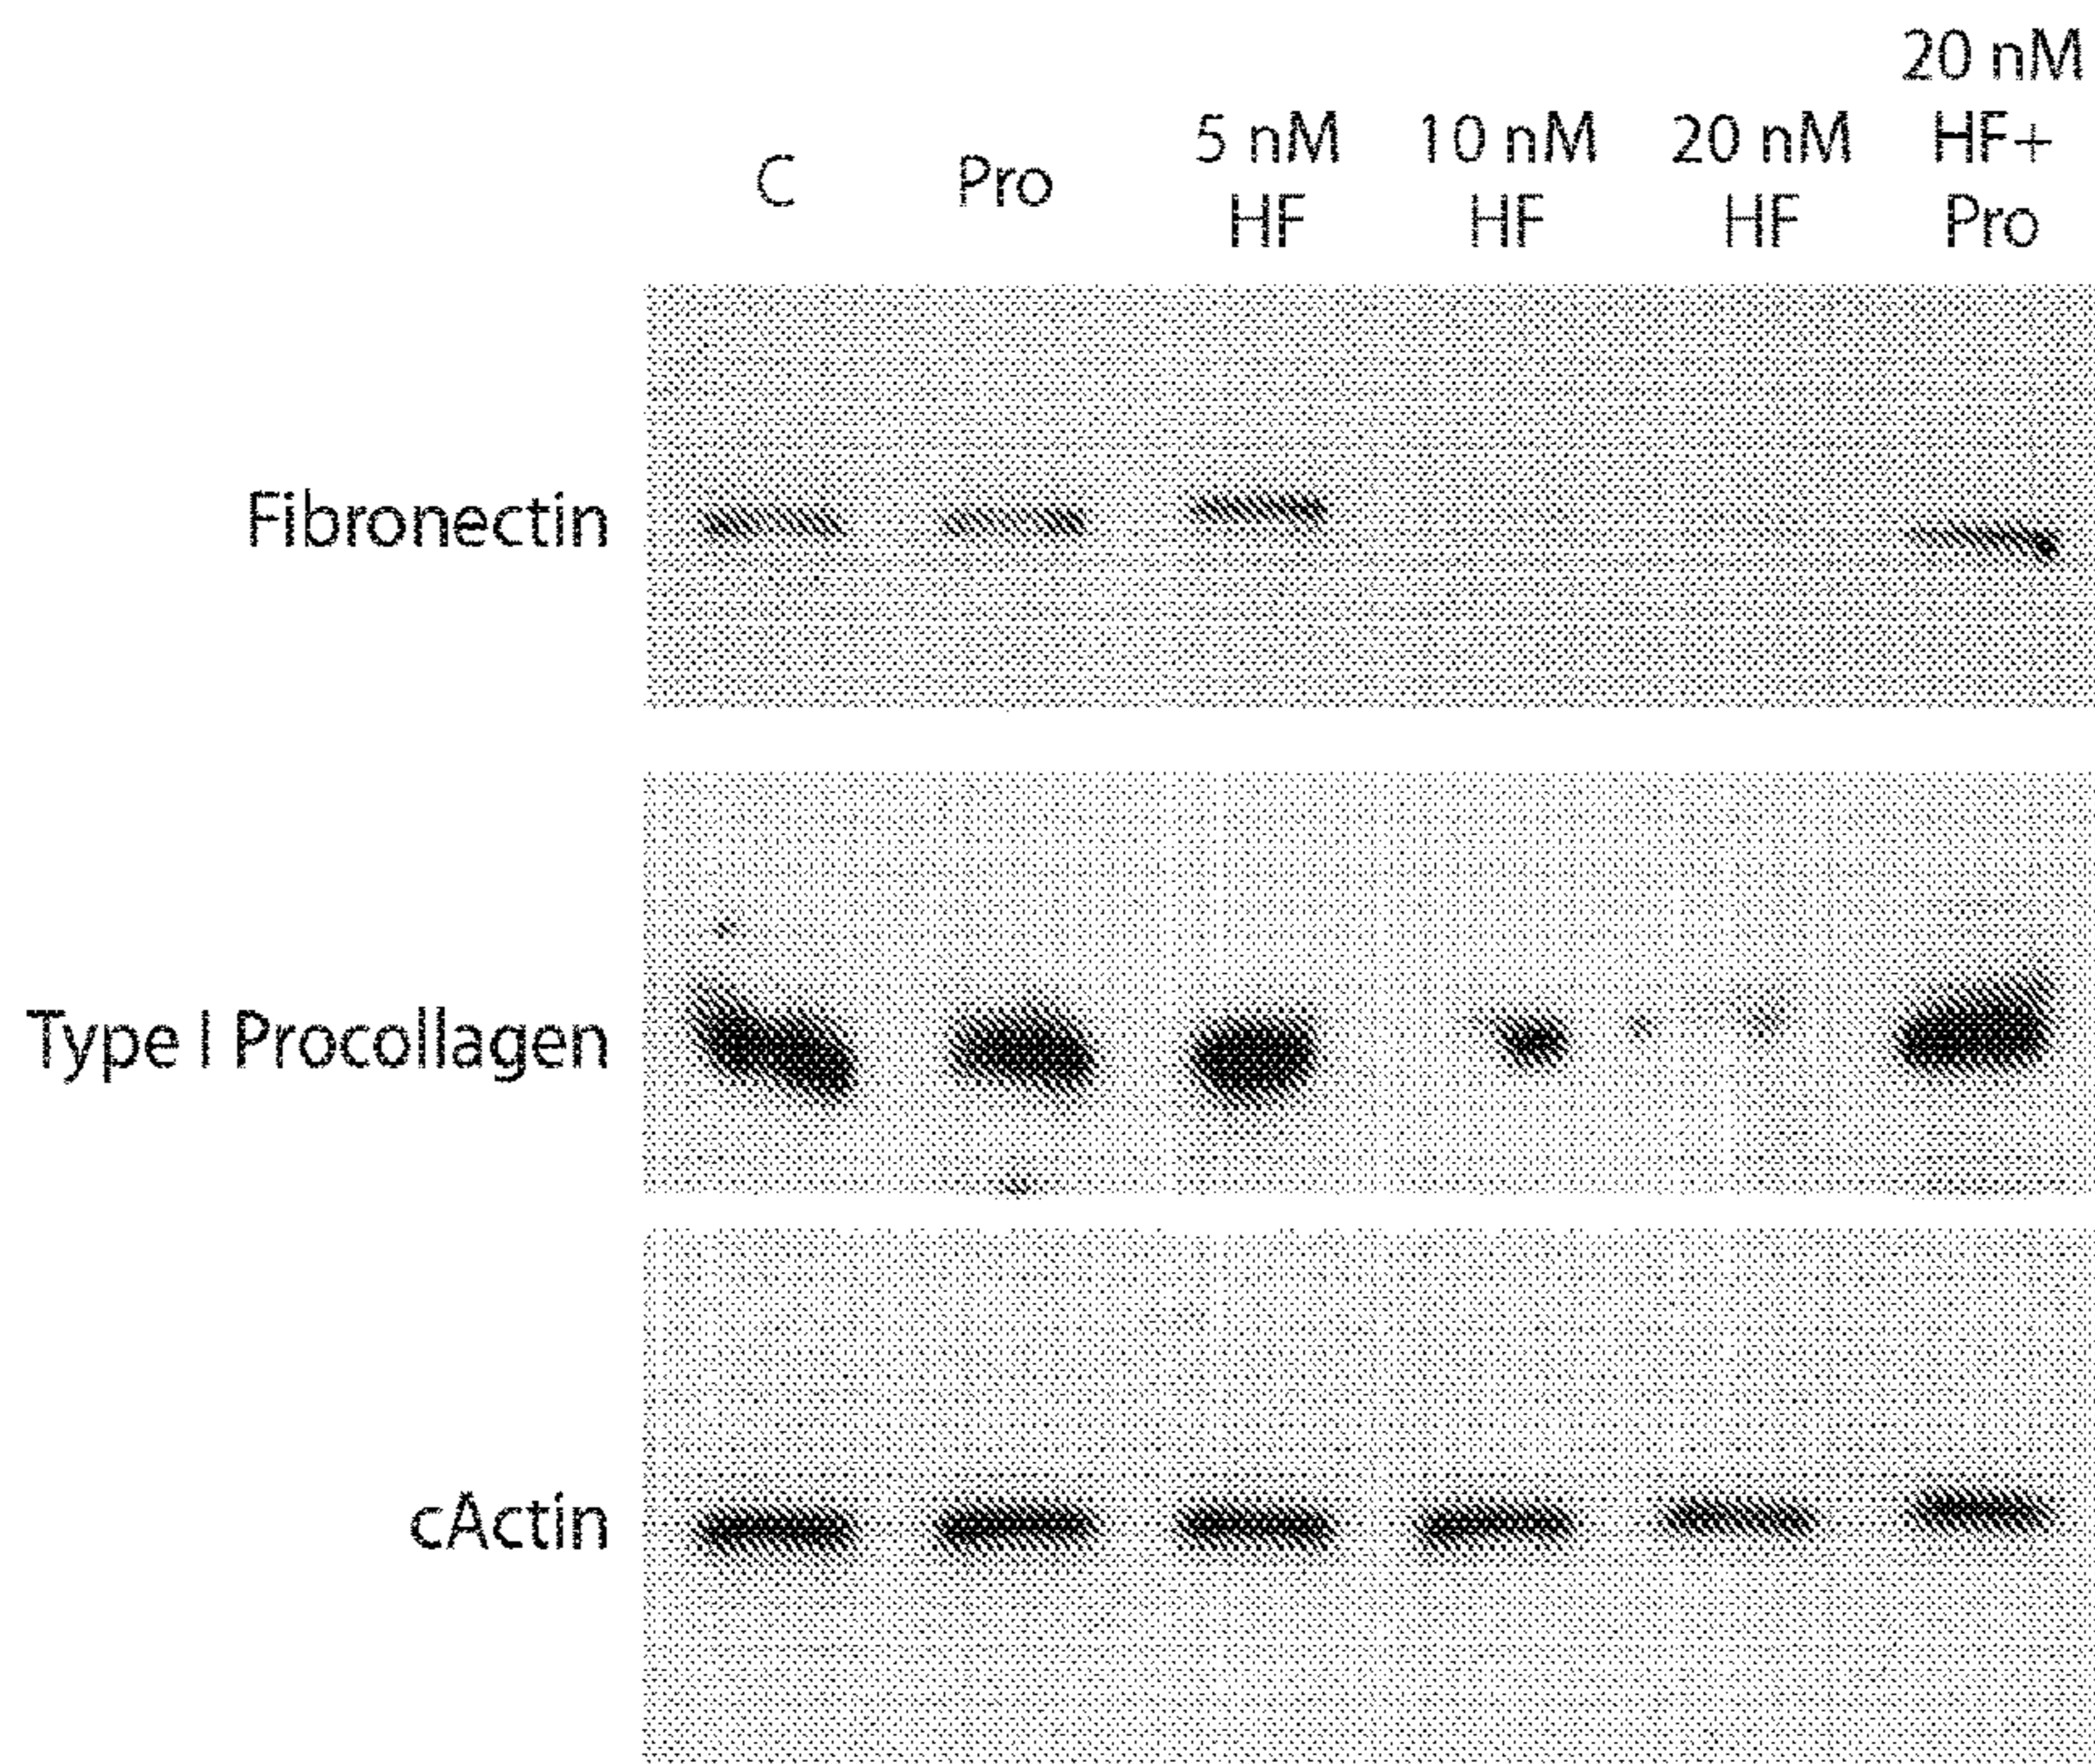 C
Pro
5 nM
HF
10 nM
HF
20 nM
HF
20 nM
HF+
Pro
Fibronectin
Type I Procollagen
cActin